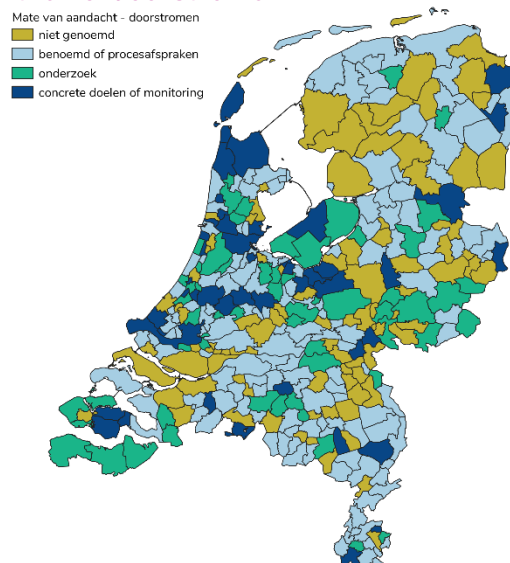 Mate van aandacht - doorstromen
niet genoemd
benoemd of procesafspraken
onderzoek
concrete doelen of monitoring